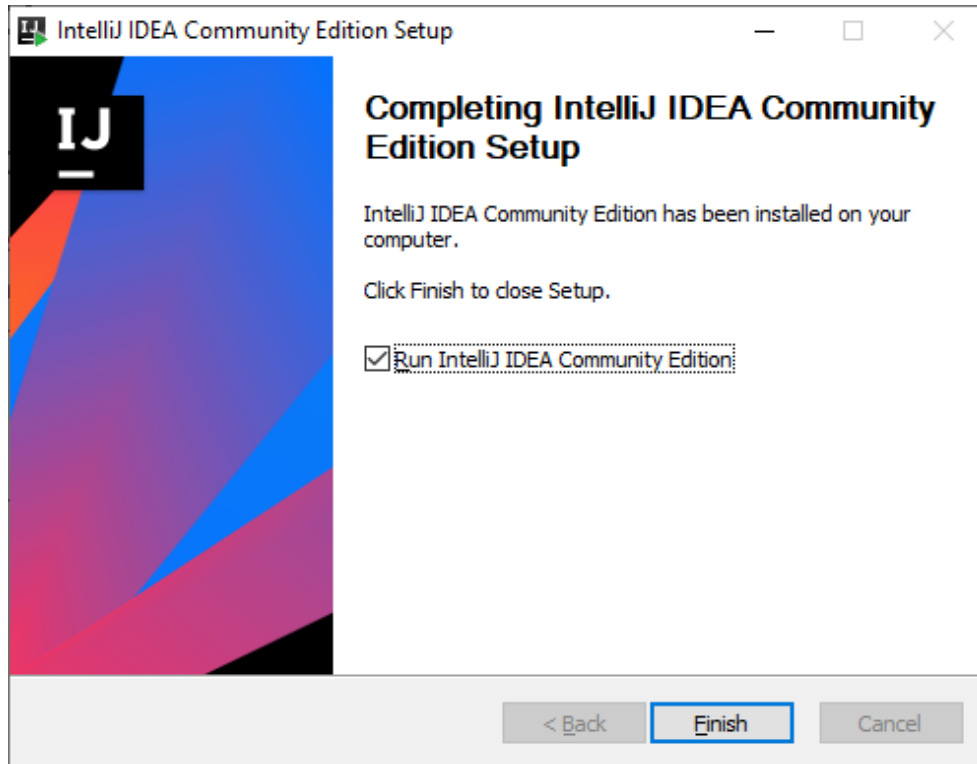 IntelliJ IDEA Community Edition Setup
IJ
Completing IntelliJ IDEA Community
Edition Setup
IntelliJ IDEA Community Edition has been installed on your
computer.
Click Finish to close Setup.
Run IntelliJ IDEA Community Edition
< Back
Finish
Cancel